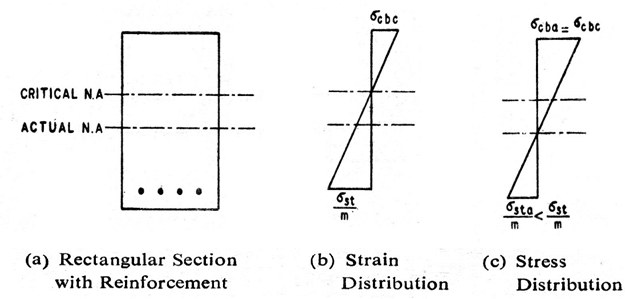 σcbc
σcba = σcbc
CRITICAL N.A
ACTUAL N.A
σst/m
σsta/m < σst/m
(a) Rectangular Section with Reinforcement
(b) Strain Distribution
(c) Stress Distribution